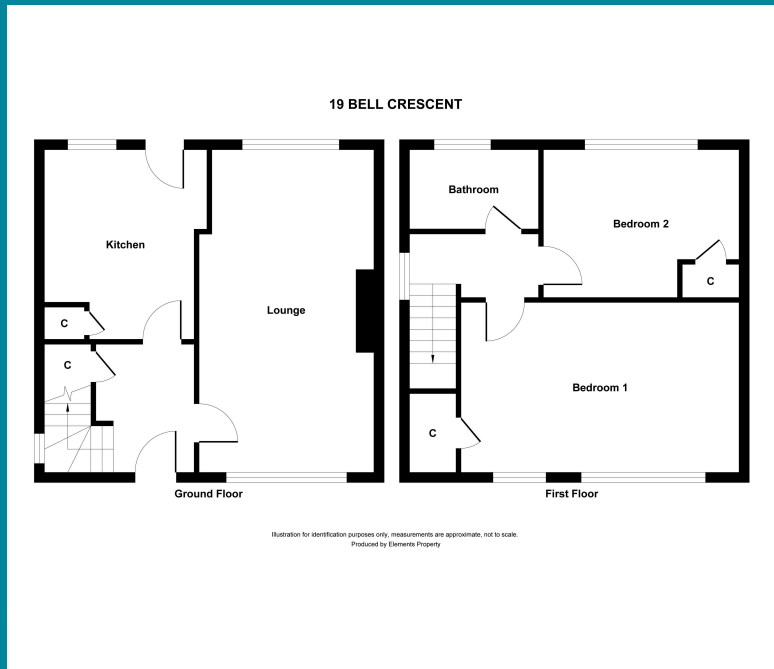 19 BELL CRESCENT
Kitchen
C
C
Lounge
Ground Floor
Bathroom
Bedroom 2
C
Bedroom 1
C
First Floor
Illustration for identification purposes only, measurements are approximate, not to scale.
Produced by Elements Property